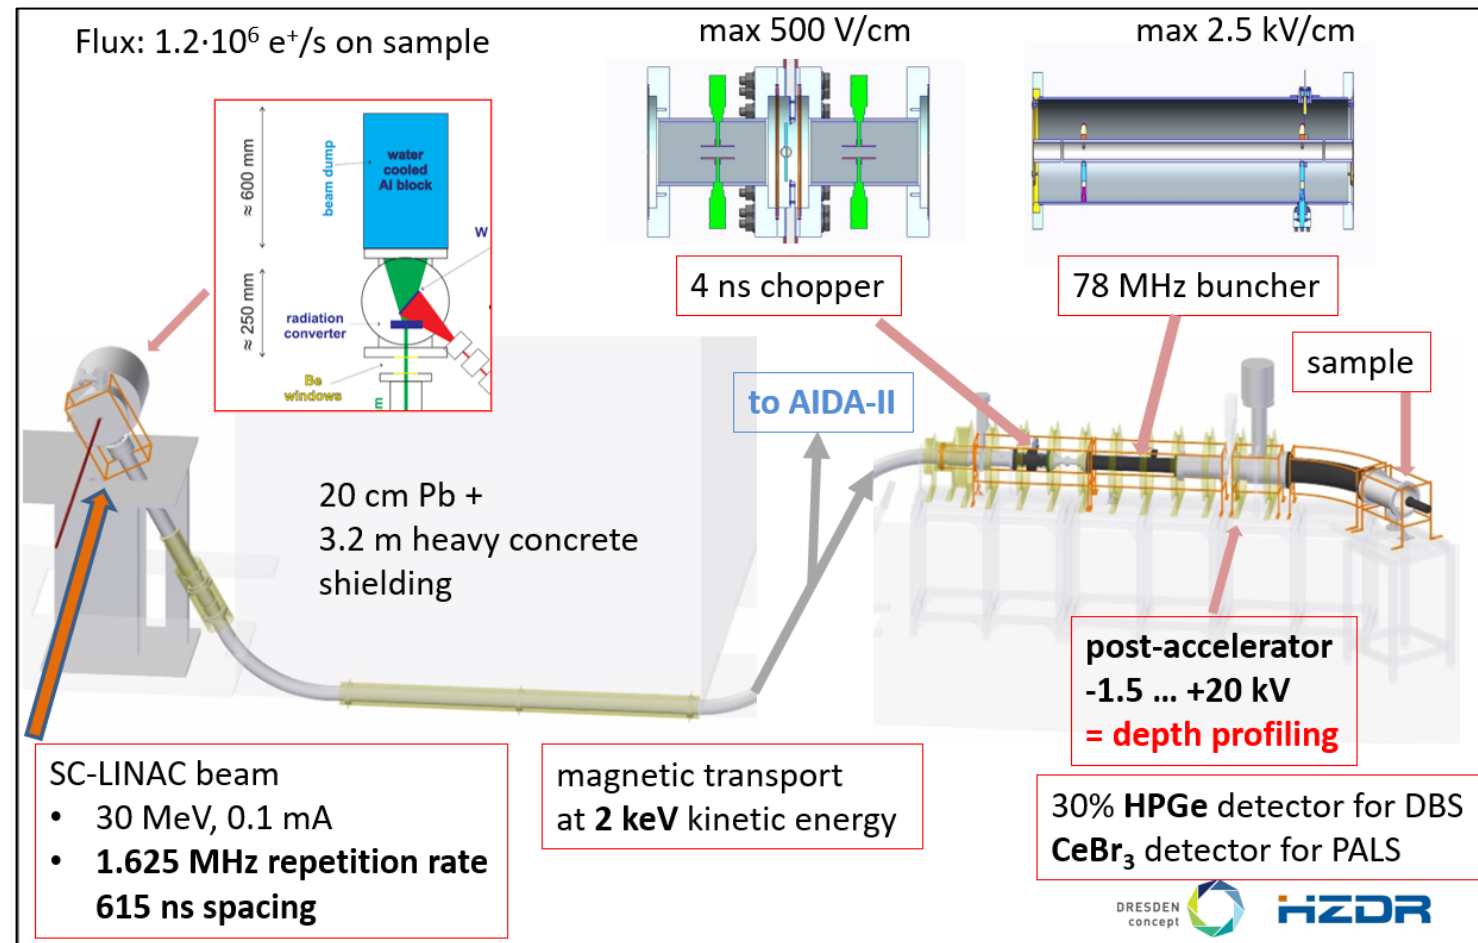 Flux: 1.2·10⁶ e⁺/s on sample
max 500 V/cm
max 2.5 kV/cm
≈ 600 mm
beam dump
water
cooled
Al block
W
≈ 250 mm
radiation
converter
Be
windows
m
4 ns chopper
78 MHz buncher
sample
to AIDA-II
20 cm Pb +
3.2 m heavy concrete
shielding
post-accelerator
-1.5 ... +20 kV
= depth profiling
SC-LINAC beam
• 30 MeV, 0.1 mA
• 1.625 MHz repetition rate
615 ns spacing
magnetic transport
at 2 keV kinetic energy
30% HPGe detector for DBS
CeBr₃ detector for PALS
DRESDEN
concept
HZDR